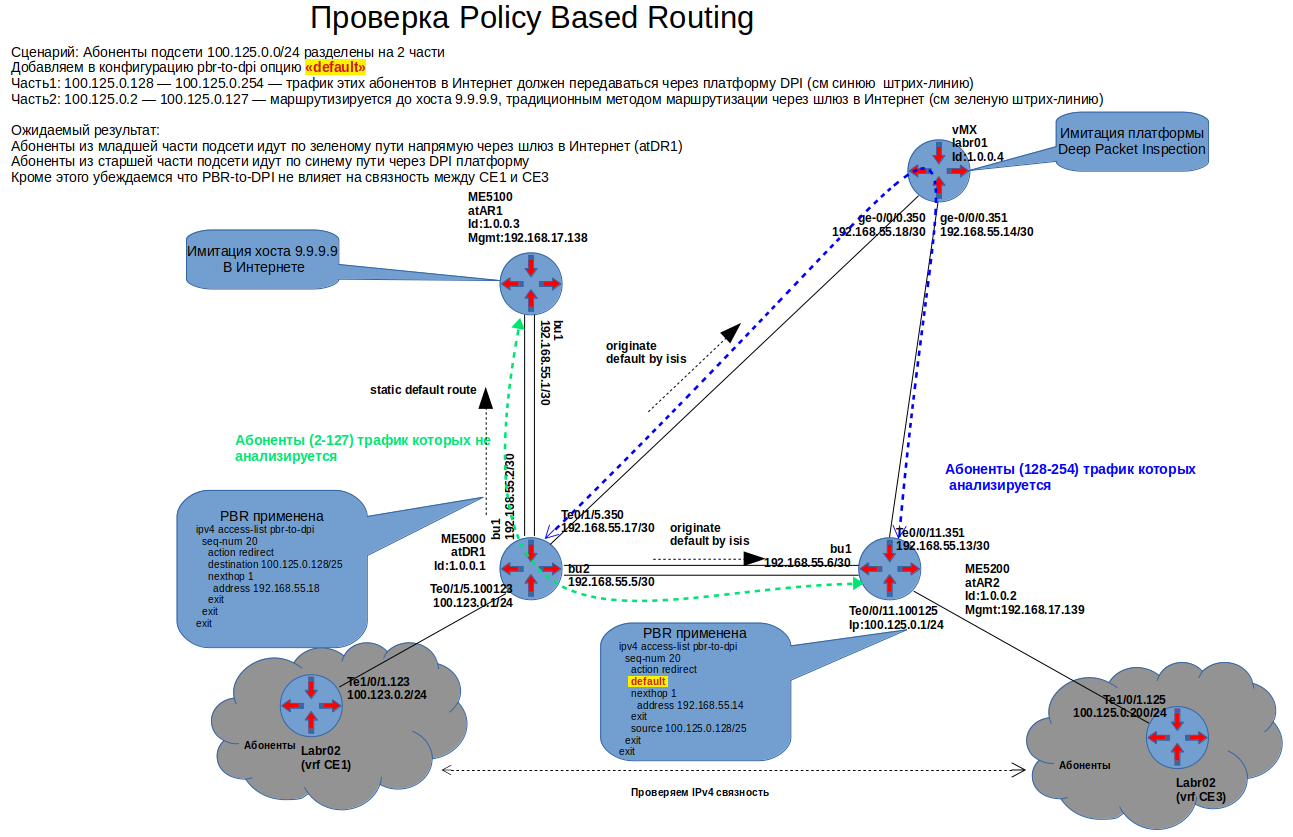 Проверка Policy Based Routing
Сценарий: Абоненты подсети 100.125.0.0/24 разделены на 2 части
Добавляем в конфигурацию pbr-to-dpi опцию «default»
Часть1: 100.125.0.128 — 100.125.0.254 — трафик этих абонентов в Интернет должен передаваться через платформу DPI (см синюю штрих-линию)
Часть2: 100.125.0.2 — 100.125.0.127 — маршрутизируется до хоста 9.9.9.9, традиционным методом маршрутизации через шлюз в Интернет (см зеленую штрих-линию)
Ожидаемый результат:
Абоненты из младшей части подсети идут по зеленому пути напрямую через шлюз в Интернет (atDR1)
Абоненты из старшей части подсети идут по синему пути через DPI платформу
Кроме этого убеждаемся что PBR-to-DPI не влияет на связность между CE1 и CE3
vMX
labr01
Id:1.0.0.4
Имитация платформы
Deep Packet Inspection
ME5100
atAR1
Id:1.0.0.3
Mgmt:192.168.17.138
ge-0/0/0.350
192.168.55.18/30
ge-0/0/0.351
192.168.55.14/30
Имитация хоста 9.9.9.9
В Интернете
bu1
192.168.55.1/30
originate
default by isis
static default route
Абоненты (2-127) трафик которых не
анализируется
Абоненты (128-254) трафик которых
анализируется
bu1
192.168.55.2/30
PBR применена
ipv4 access-list pbr-to-dpi
seq-num 20
action redirect
destination 100.125.0.128/25
nexthop 1
address 192.168.55.18
exit
exit
exit
Te0/1/5.350
192.168.55.17/30
originate
default by isis
Te0/0/11.351
192.168.55.13/30
ME5000
atDR1
Id:1.0.0.1
bu1
192.168.55.6/30
bu2
192.168.55.5/30
ME5200
atAR2
Id:1.0.0.2
Mgmt:192.168.17.139
Te0/1/5.100123
100.123.0.1/24
Te0/0/11.100125
Ip:100.125.0.1/24
PBR применена
ipv4 access-list pbr-to-dpi
seq-num 20
action redirect
default
nexthop 1
address 192.168.55.14
exit
source 100.125.0.128/25
exit
exit
Te1/0/1.123
100.123.0.2/24
Te1/0/1.125
100.125.0.200/24
Абоненты
Labr02
(vrf CE1)
Абоненты
Labr02
(vrf CE3)
Проверяем IPv4 связность